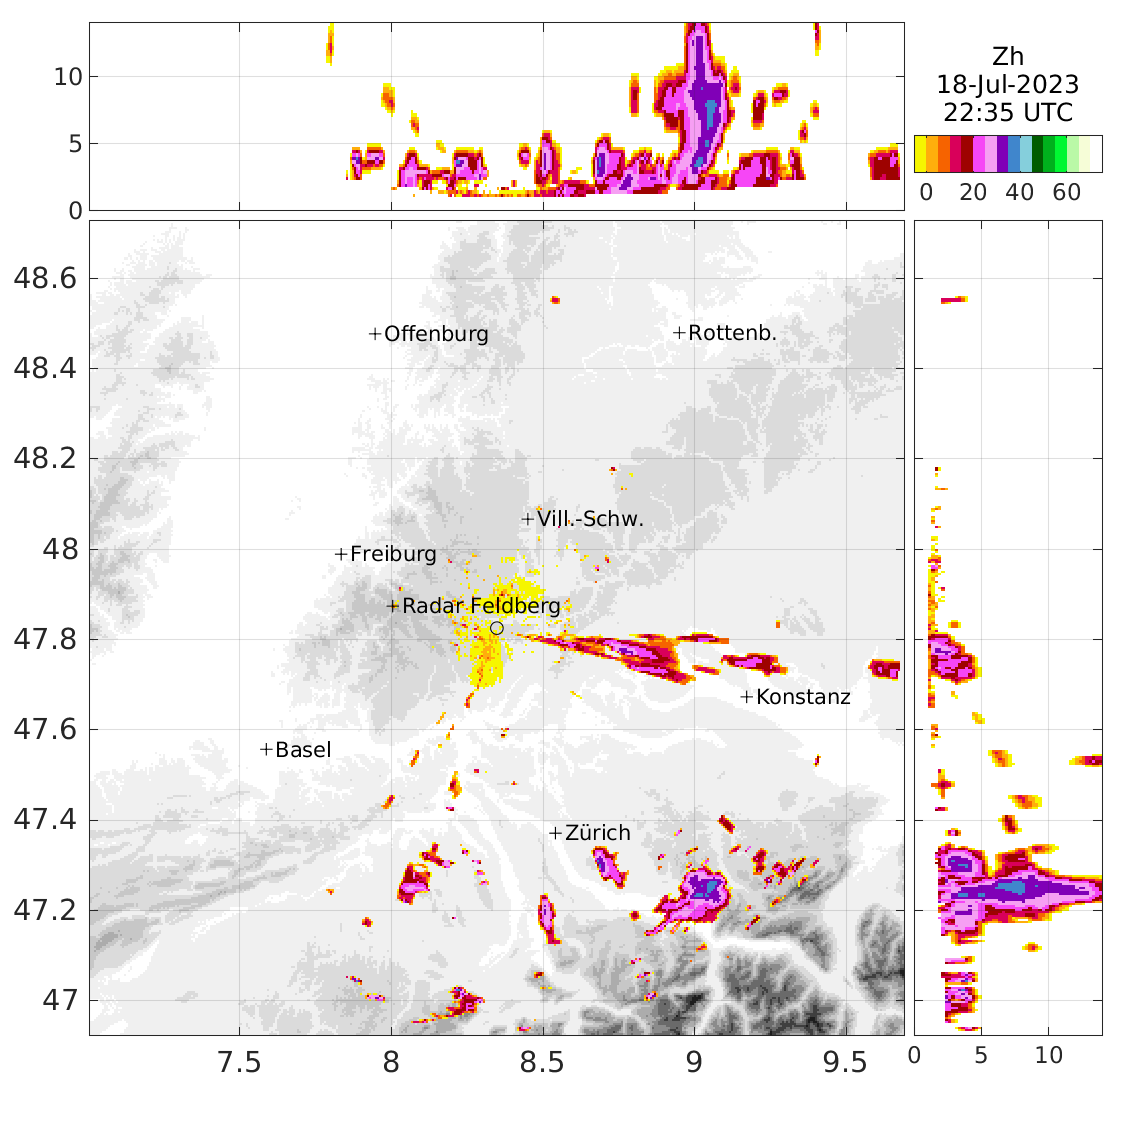 10
5
0
Zh
18-Jul-2023
22:35 UTC
0 20 40 60
48.6
48.4
48.2
48
47.8
47.6
47.4
47.2
47
+Offenburg
+Rottenb.
+Vill.-Schw.
+Freiburg
+Radar Feldberg
+Konstanz
+Basel
+Zürich
7.5 8 8.5 9 9.5
0 5 10